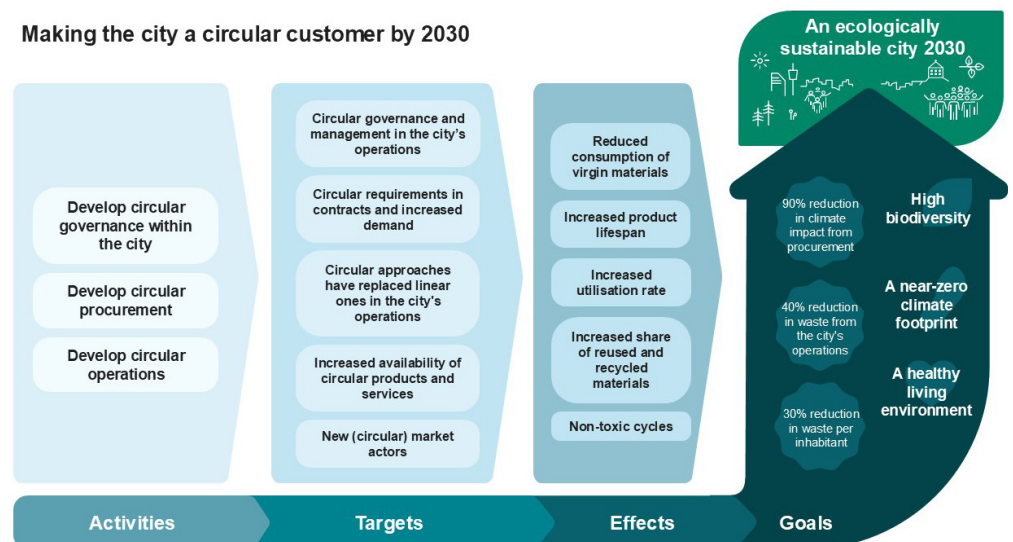 Making the city a circular customer by 2030
An ecologically
sustainable city 2030
Develop circular
governance within
the city
Develop circular
procurement
Develop circular
operations
Circular governance and
management in the city's
operations
Circular requirements in
contracts and increased
demand
Circular approaches
have replaced linear
ones in the city's
operations
Increased availability of
circular products and
services
New (circular) market
actors
Reduced
consumption of
virgin materials
Increased product
lifespan
Increased
utilisation rate
Increased share
of reused and
recycled
materials
Non-toxic cycles
90% reduction
in climate
impact from
procurement
40% reduction
in waste from
the city's
operations
30% reduction
in waste per
inhabitant
High
biodiversity
A near-zero
climate
footprint
A healthy
living
environment
Activities
Targets
Effects
Goals